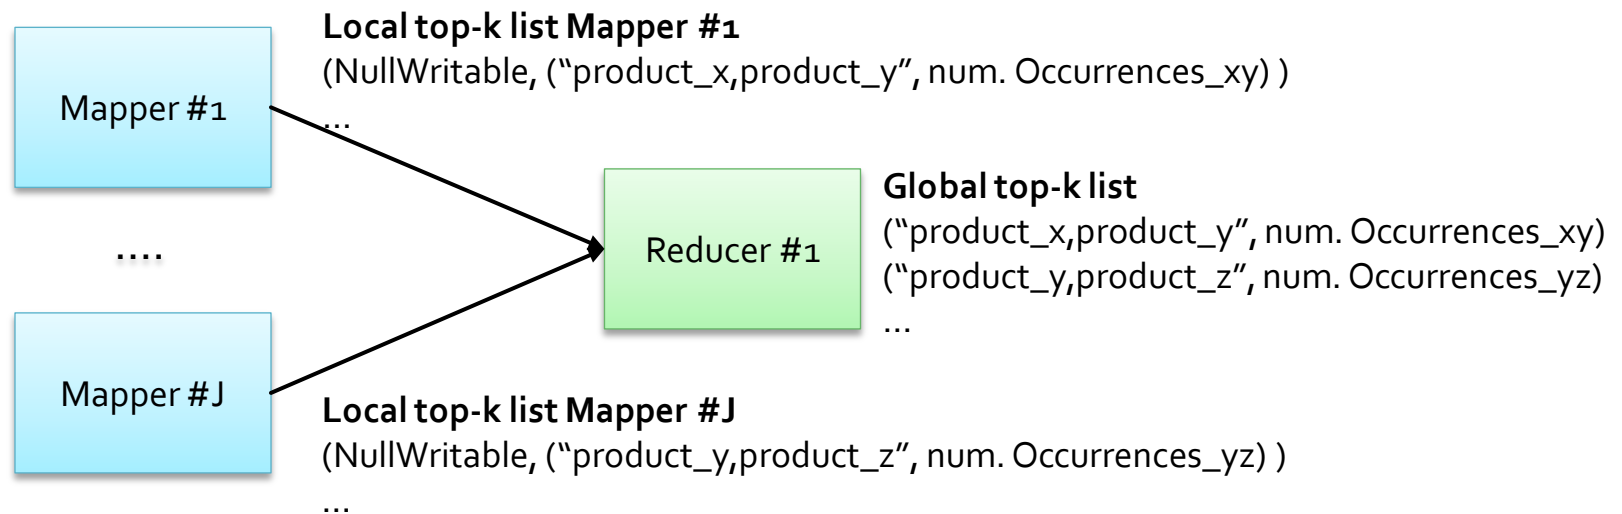 Local top-k list Mapper #1
(NullWritable, (“product_x,product_y”, num. Occurrences_xy) )
…
Mapper #1
Global top-k list
(“product_x,product_y”, num. Occurrences_xy)
(“product_y,product_z”, num. Occurrences_yz)
…
Reducer #1
....
Mapper #J
Local top-k list Mapper #J
(NullWritable, (“product_y,product_z”, num. Occurrences_yz) )
…